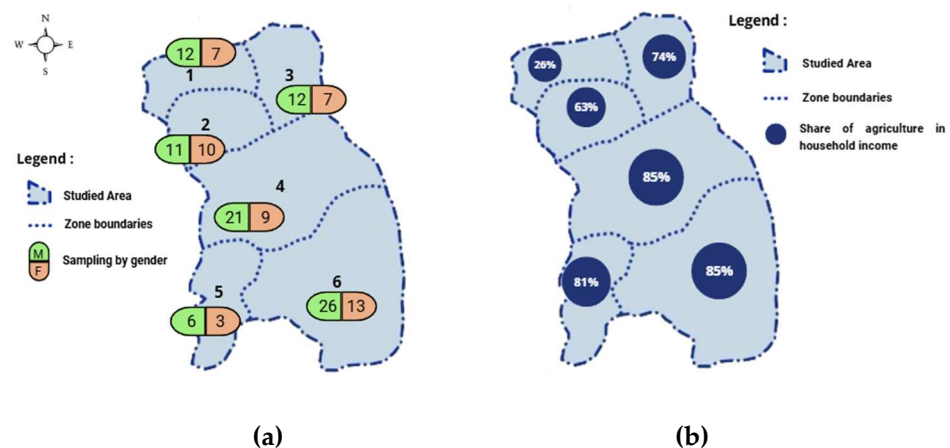 N
W E
S
12 7
1
3
12 7
2
11 10
4
21 9
5
6 3
6
26 13
Legend :
Studied Area
Zone boundaries
M
F
Sampling by gender
(a)
Legend :
Studied Area
Zone boundaries
Share of agriculture in
household income
26%
74%
63%
85%
81%
85%
(b)